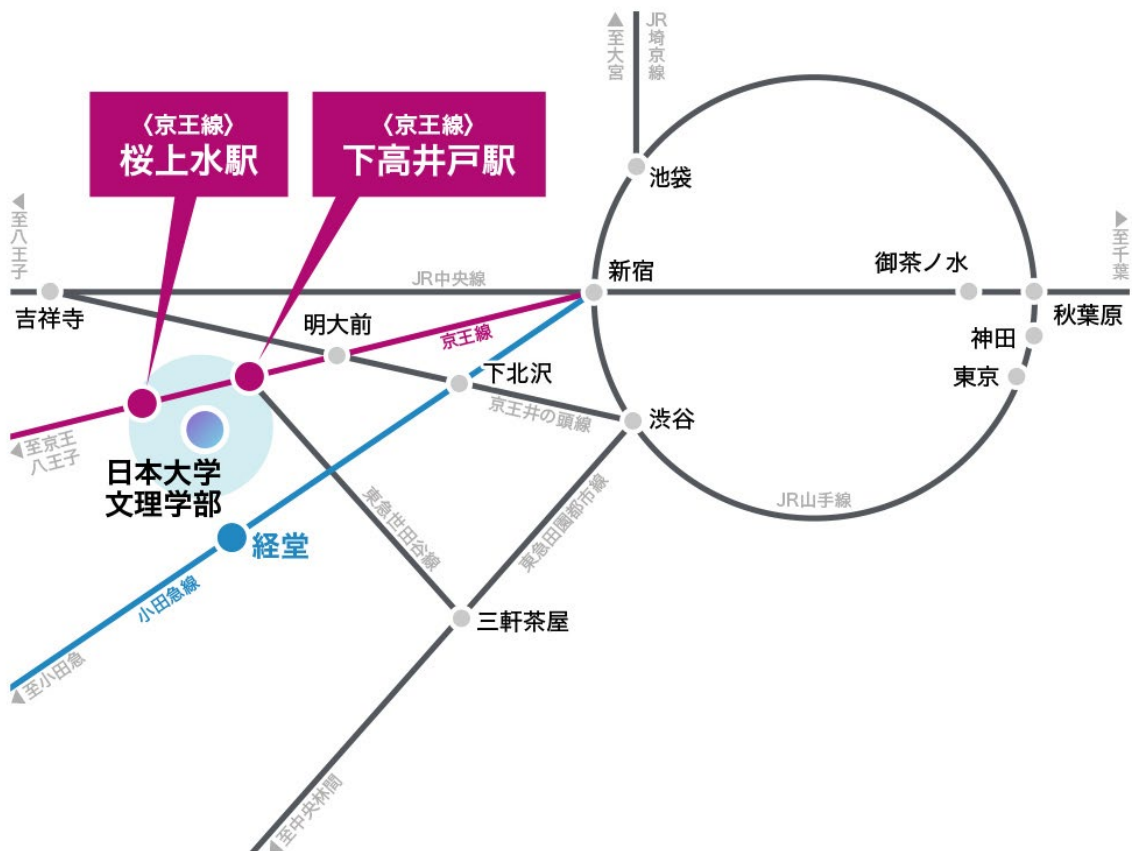 JR
埼京線
至大宮
〈京王線〉
桜上水駅
〈京王線〉
下高井戸駅
池袋
至八王子
至千葉
新宿
御茶ノ水
JR中央線
吉祥寺
明大前
京王線
秋葉原
神田
下北沢
東京
京王井の頭線
渋谷
至京王
八王子
日本大学
文理学部
JR山手線
東急世田谷線
東急田園都市線
経堂
小田急線
三軒茶屋
至小田急
至中央林間